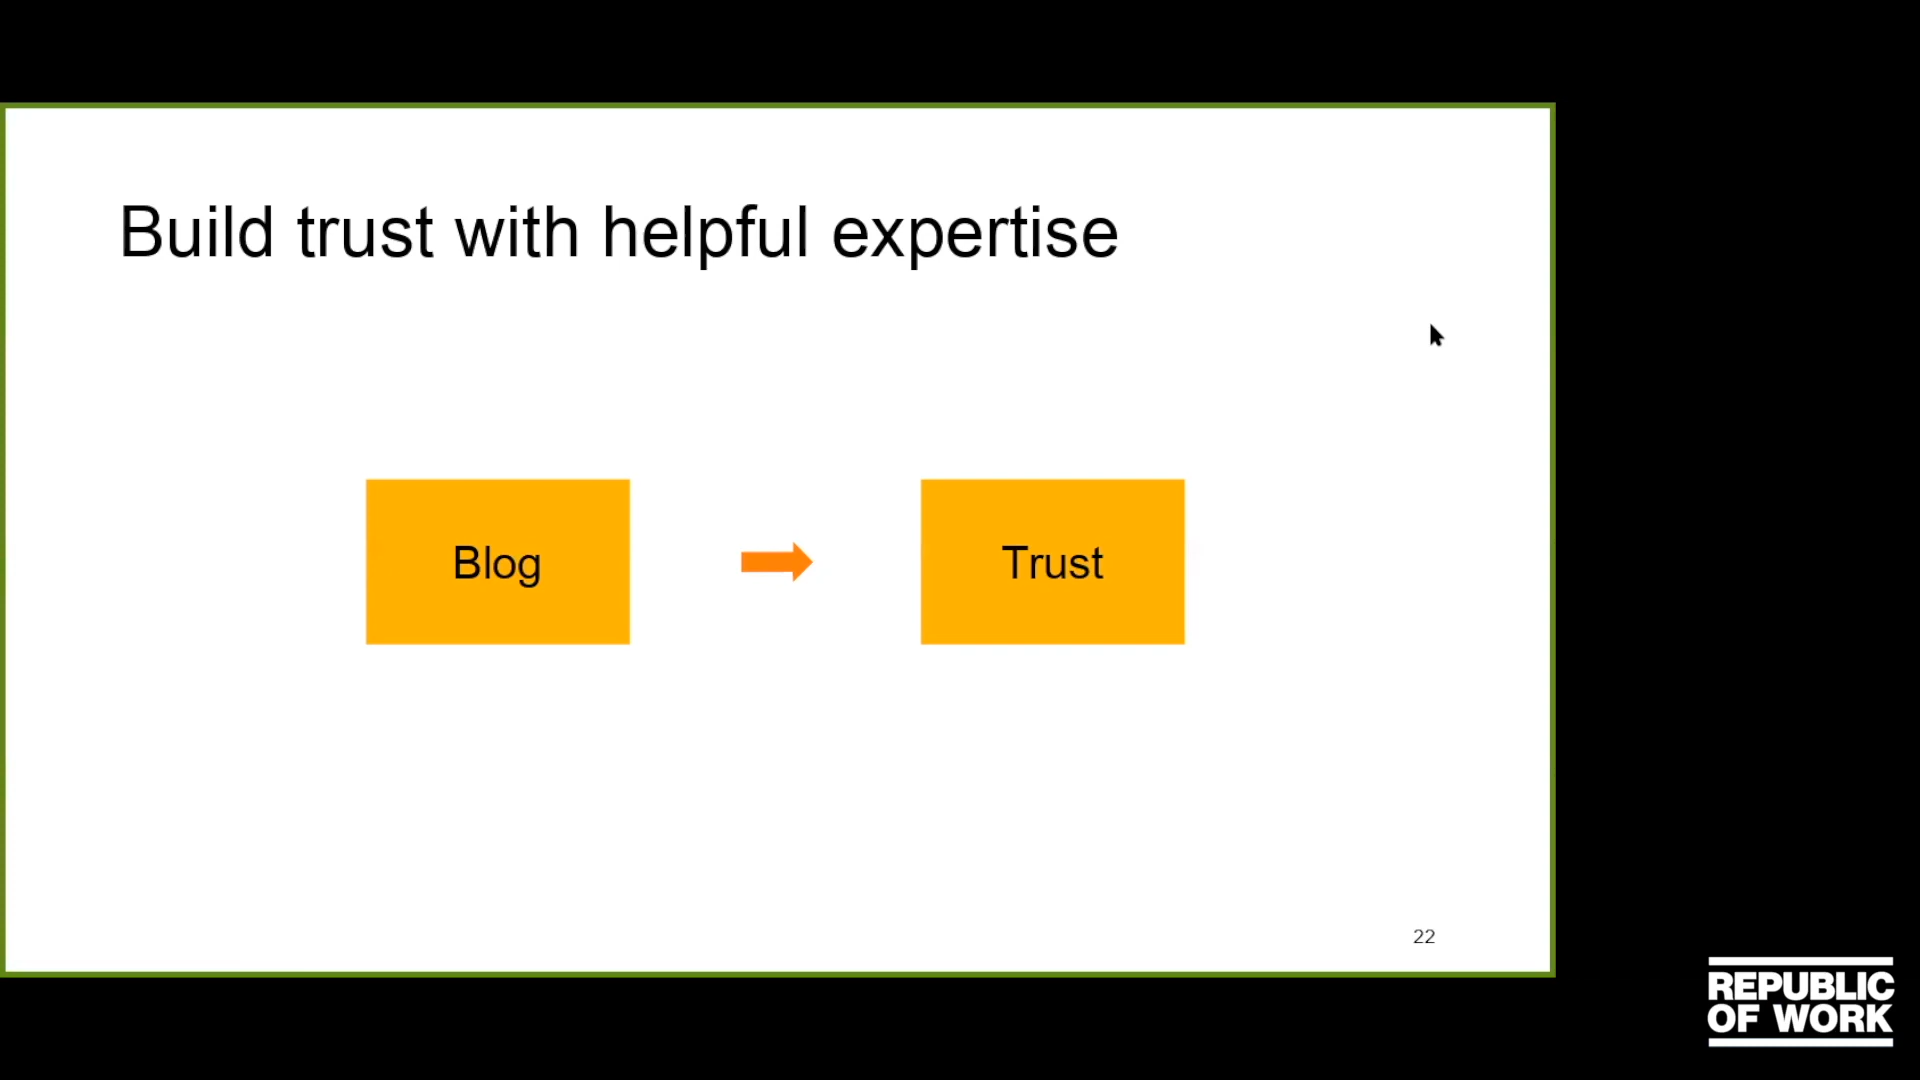 Build trust with helpful expertise
Blog
Trust
22
REPUBLIC
OF WORK